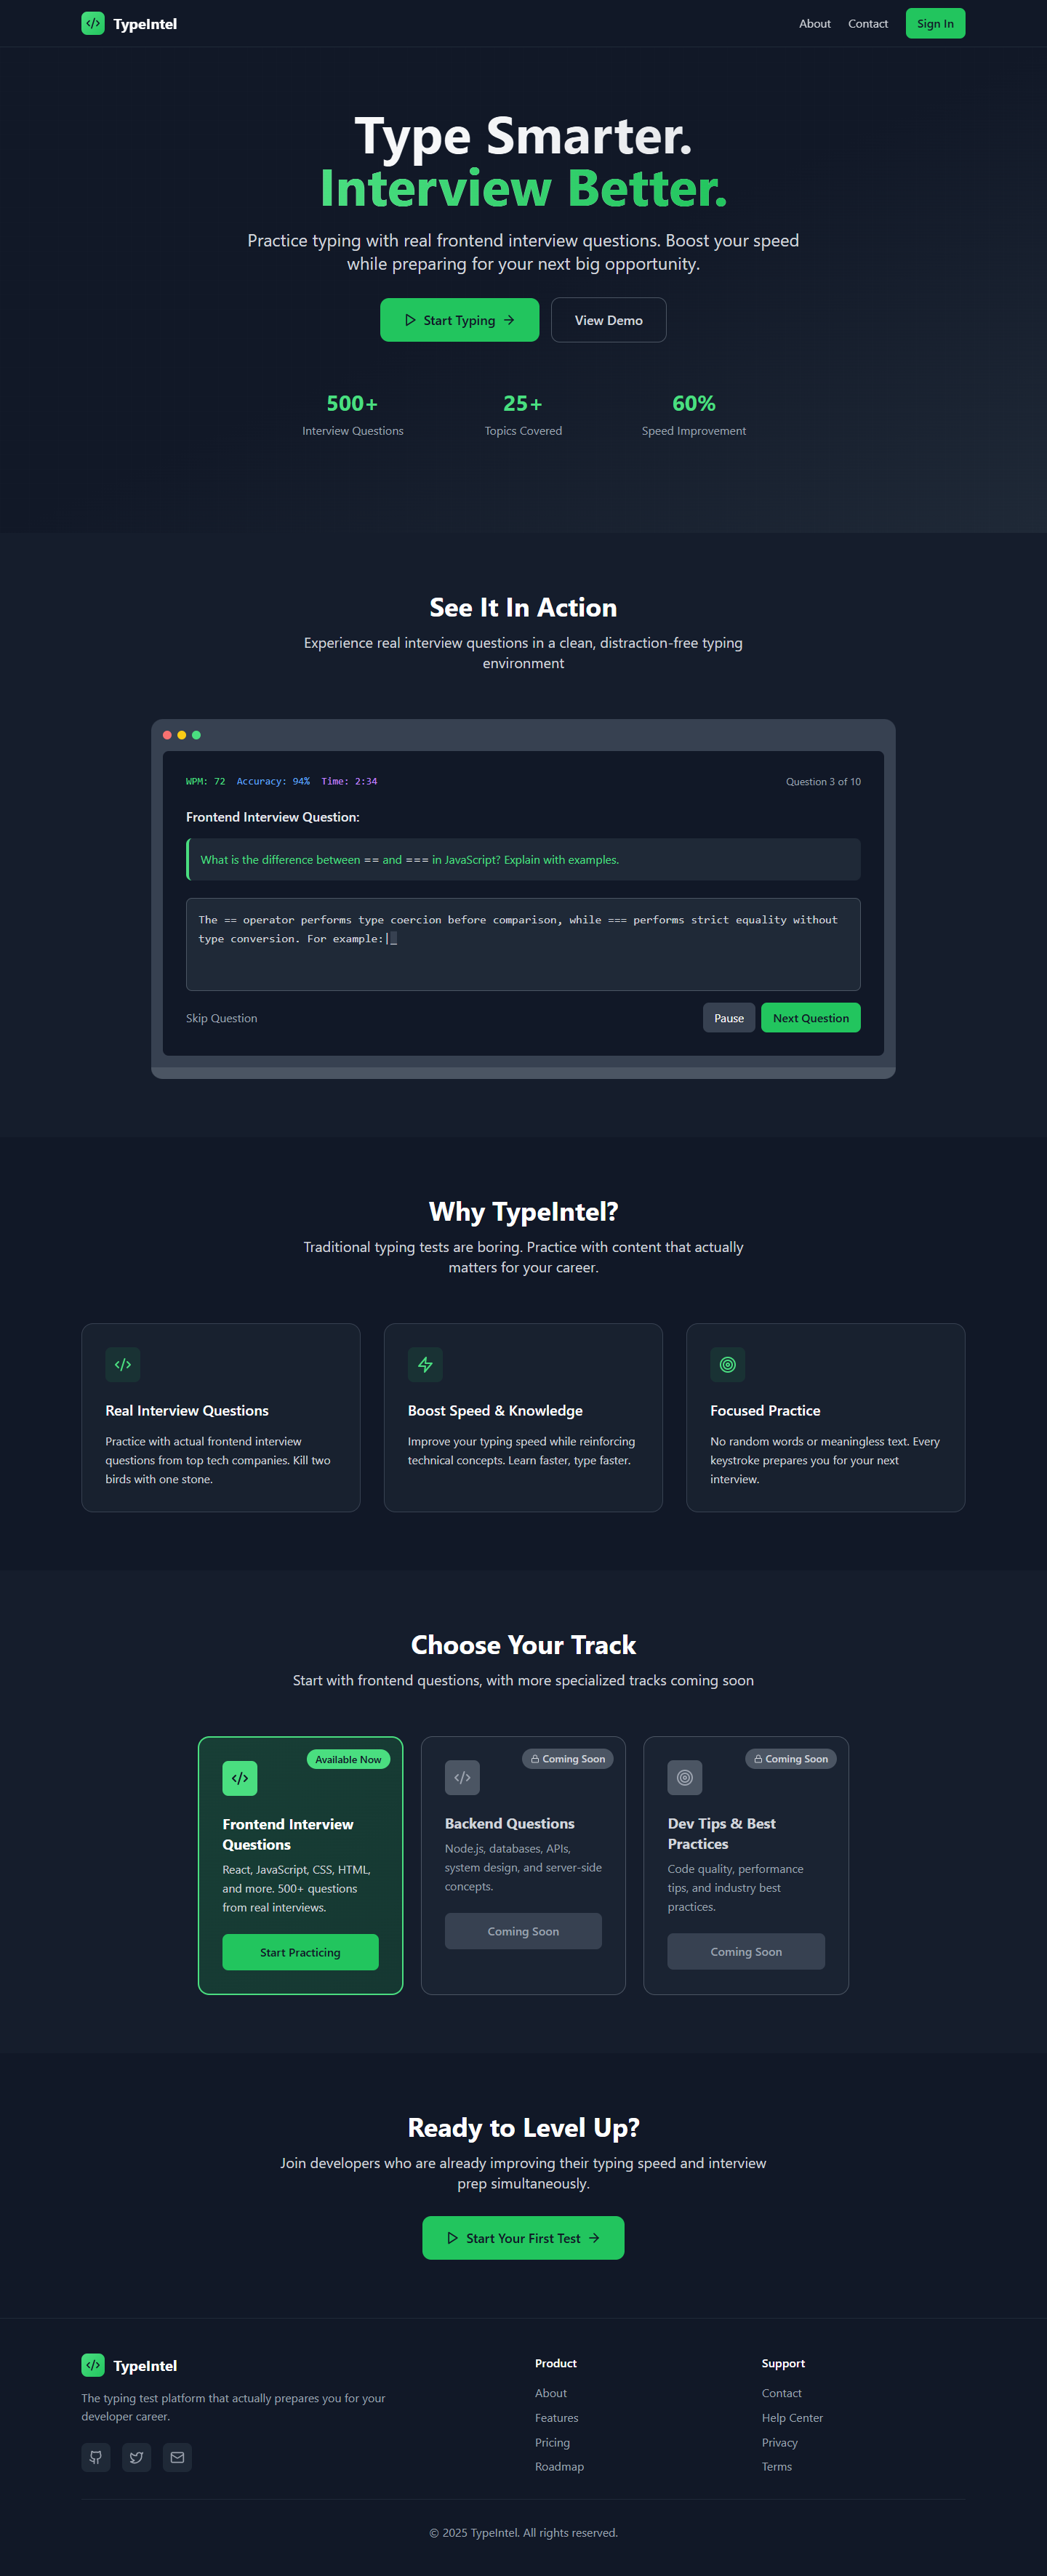 TypeIntel
About
Contact
Sign In
Type Smarter.
Interview Better.
Practice typing with real frontend interview questions. Boost your speed
while preparing for your next big opportunity.
Start Typing
View Demo
500+
Interview Questions
25+
Topics Covered
60%
Speed Improvement
See It In Action
Experience real interview questions in a clean, distraction-free typing
environment
WPM: 72 Accuracy: 94% Time: 2:34
Question 3 of 10
Frontend Interview Question:
What is the difference between == and === in JavaScript? Explain with examples.
The == operator performs type coercion before comparison, while === performs strict equality without
type conversion. For example:|_
Skip Question
Pause
Next Question
Why TypeIntel?
Traditional typing tests are boring. Practice with content that actually
matters for your career.
Real Interview Questions
Practice with actual frontend interview
questions from top tech companies. Kill two
birds with one stone.
Boost Speed & Knowledge
Improve your typing speed while reinforcing
technical concepts. Learn faster, type faster.
Focused Practice
No random words or meaningless text. Every
keystroke prepares you for your next
interview.
Choose Your Track
Start with frontend questions, with more specialized tracks coming soon
Available Now
Frontend Interview
Questions
React, JavaScript, CSS, HTML,
and more. 500+ questions
from real interviews.
Start Practicing
Coming Soon
Backend Questions
Node.js, databases, APIs,
system design, and server-side
concepts.
Coming Soon
Coming Soon
Dev Tips & Best
Practices
Code quality, performance
tips, and industry best
practices.
Coming Soon
Ready to Level Up?
Join developers who are already improving their typing speed and interview
prep simultaneously.
Start Your First Test
TypeIntel
The typing test platform that actually prepares you for your
developer career.
Product
About
Features
Pricing
Roadmap
Support
Contact
Help Center
Privacy
Terms
© 2025 TypeIntel. All rights reserved.